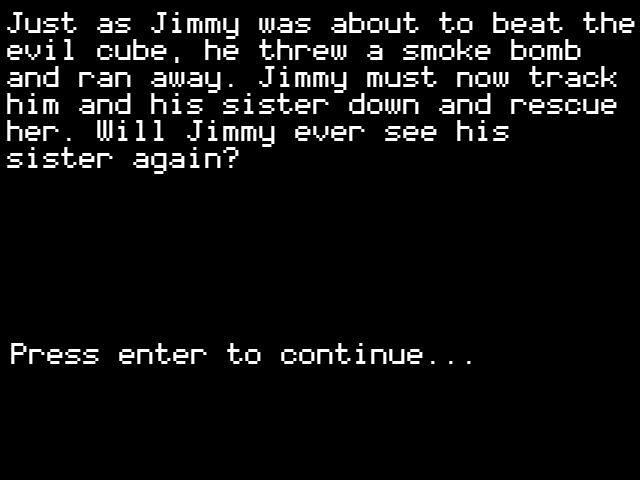 Just as Jimmy was about to beat the
evil cube, he threw a smoke bomb
and ran away. Jimmy must now track
him and his sister down and rescue
her. Will Jimmy ever see his
sister again?
Press enter to continue...